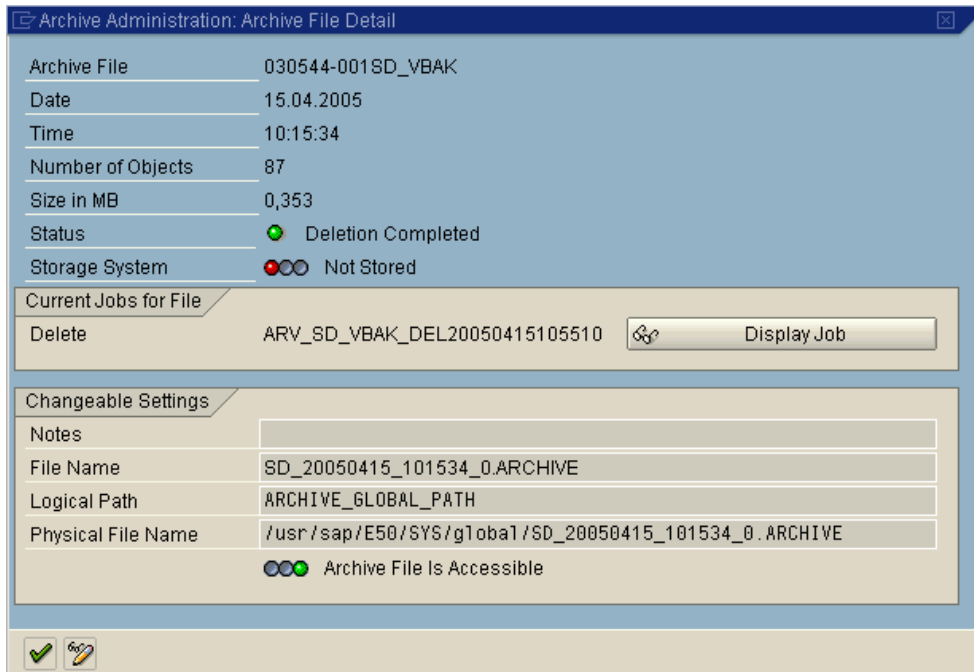 Archive Administration: Archive File Detail
Archive File 030544-001SD_VBAK
Date 15.04.2005
Time 10:15:34
Number of Objects 87
Size in MB 0,353
Status Deletion Completed
Storage System Not Stored
Current Jobs for File
Delete ARV_SD_VBAK_DEL20050415105510 Display Job
Changeable Settings
Notes
File Name SD_20050415_101534_0.ARCHIVE
Logical Path ARCHIVE_GLOBAL_PATH
Physical File Name /usr/sap/E50/SYS/global/SD_20050415_101534_0.ARCHIVE
Archive File Is Accessible